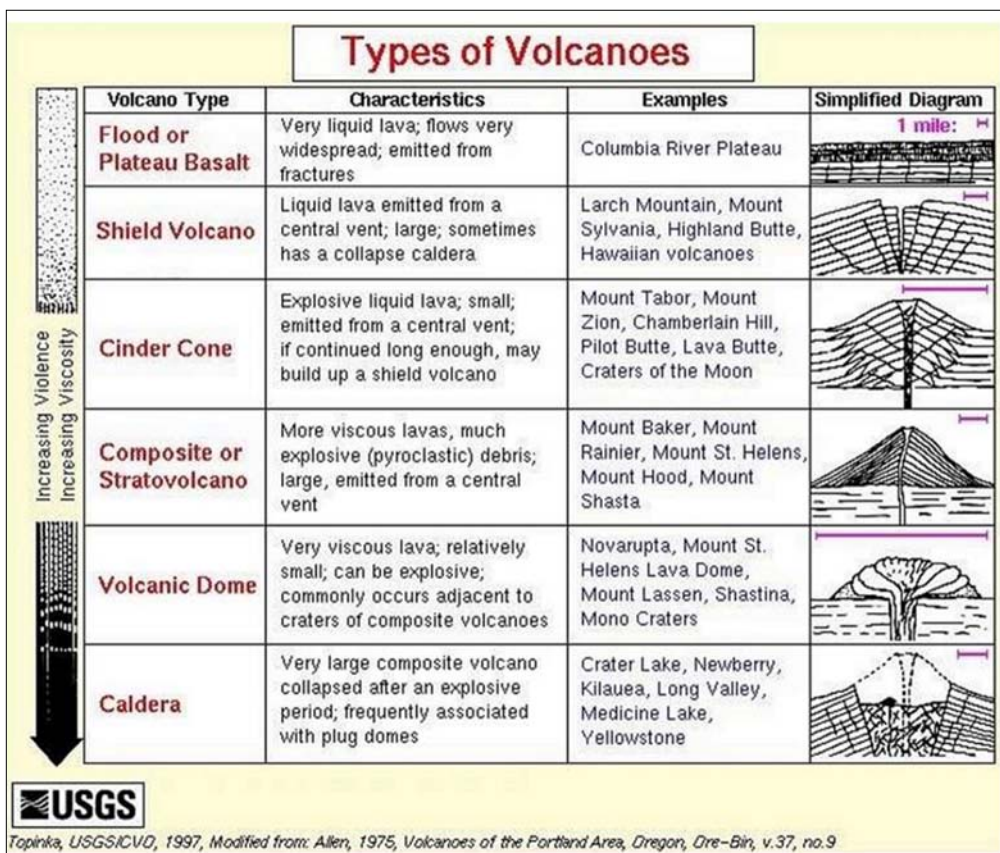 Types of Volcanoes
Volcano Type
Characteristics
Examples
Simplified Diagram
Flood or
Plateau Basalt
Very liquid lava; flows very
widespread; emitted from
fractures
Columbia River Plateau
1 mile:
Shield Volcano
Liquid lava emitted from a
central vent; large; sometimes
has a collapse caldera
Larch Mountain, Mount
Sylvania, Highland Butte,
Hawaiian volcanoes
Cinder Cone
Explosive liquid lava; small;
emitted from a central vent;
if continued long enough, may
build up a shield volcano
Mount Tabor, Mount
Zion, Chamberlain Hill,
Pilot Butte, Lava Butte,
Craters of the Moon
Increasing Violence
Increasing Viscosity
Composite or
Stratovolcano
More viscous lavas, much
explosive (pyroclastic) debris;
large, emitted from a central
vent
Mount Baker, Mount
Rainier, Mount St. Helens,
Mount Hood, Mount
Shasta
Volcanic Dome
Very viscous lava; relatively
small; can be explosive;
commonly occurs adjacent to
craters of composite volcanoes
Novarupta, Mount St.
Helens Lava Dome,
Mount Lassen, Shastina,
Mono Craters
Caldera
Very large composite volcano
collapsed after an explosive
period; frequently associated
with plug domes
Crater Lake, Newberry,
Kilauea, Long Valley,
Medicine Lake,
Yellowstone
USGS
Topinka, USGS/CVO, 1997, Modified from: Allen, 1975, Volcanoes of the Portland Area, Oregon, Ore-Bin, v.37, no.9